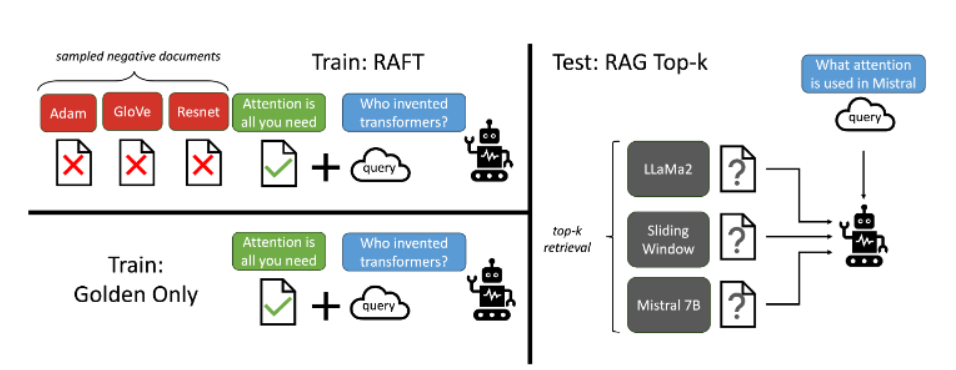 sampled negative documents
Train: RAFT
Adam
GloVe
Resnet
Attention is
all you need
Who invented
transformers?
query
Train:
Golden Only
Attention is
all you need
Who invented
transformers?
query
Test: RAG Top-k
What attention
is used in Mistral
query
top-k
retrieval
LLaMa2
?
Sliding
Window
?
Mistral 7B
?